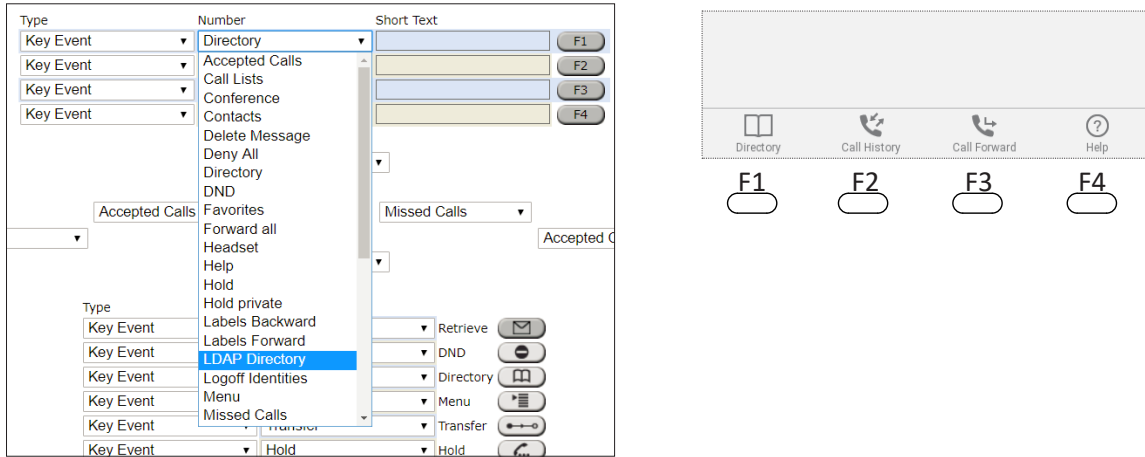 Type Number Short Text
Key Event Directory F1
Key Event F2
Key Event F3
Key Event F4
Accepted Calls
Call Lists
Conference
Contacts
Delete Message
Deny All
Directory
DND
Favorites
Forward all
Headset
Help
Hold
Hold private
Labels Backward
Labels Forward
LDAP Directory
Logoff Identities
Menu
Missed Calls
Accepted Calls Missed Calls
Accepted C
Type
Key Event Retrieve
Key Event DND
Key Event Directory
Key Event Menu
Key Event Transfer Transfer
Key Event Hold Hold
Directory Call History Call Forward Help
F1 F2 F3 F4